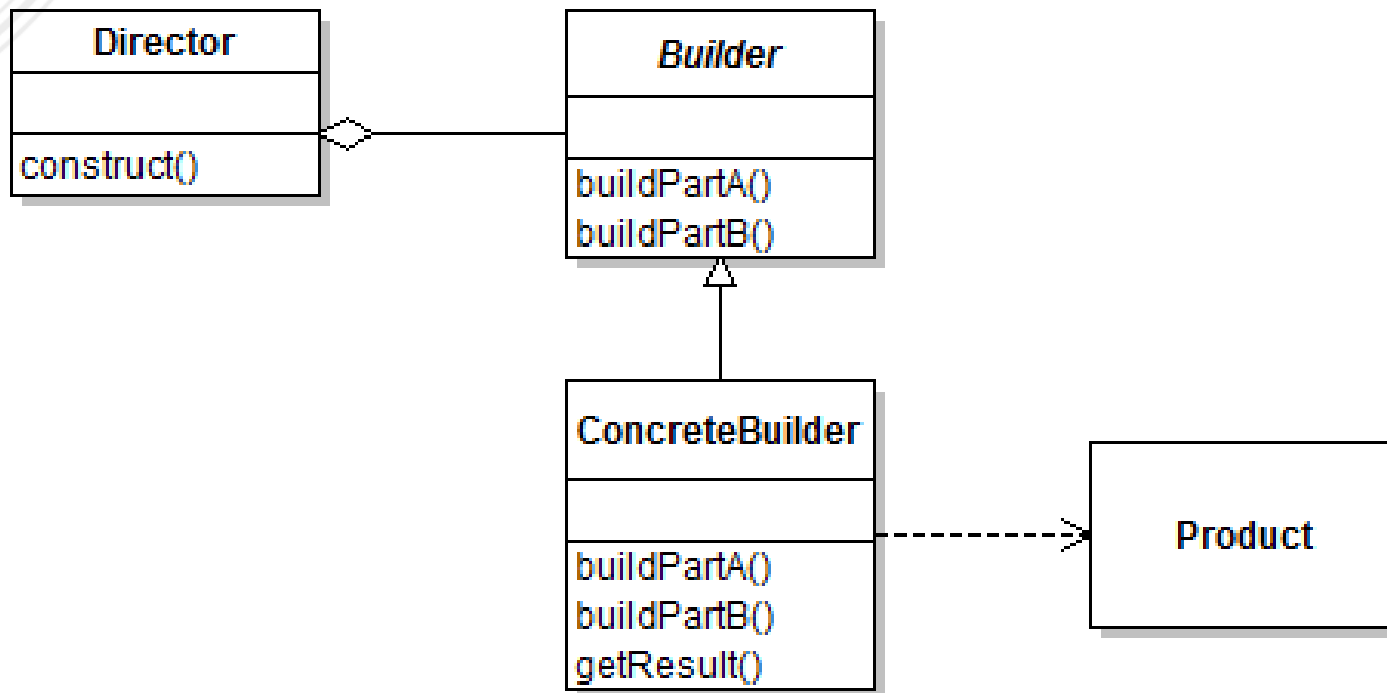 Director
construct()
Builder
buildPartA()
buildPartB()
ConcreteBuilder
buildPartA()
buildPartB()
getResult()
Product